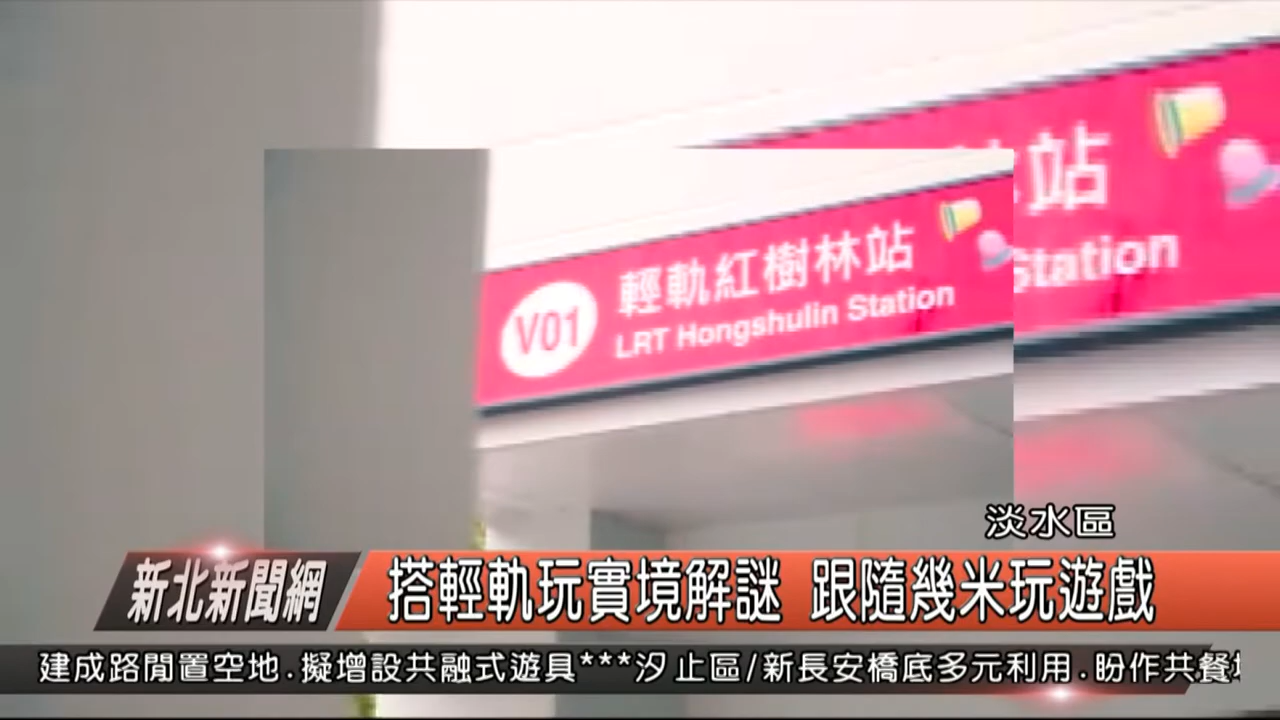 站
Station
V01
輕軌紅樹林站
LRT Hongshulin Station
淡水區
新北新聞網
搭輕軌玩實境解謎 跟隨幾米玩遊戲
建成路閒置空地.擬增設共融式遊具***汐止區/新長安橋底多元利用.盼作共餐